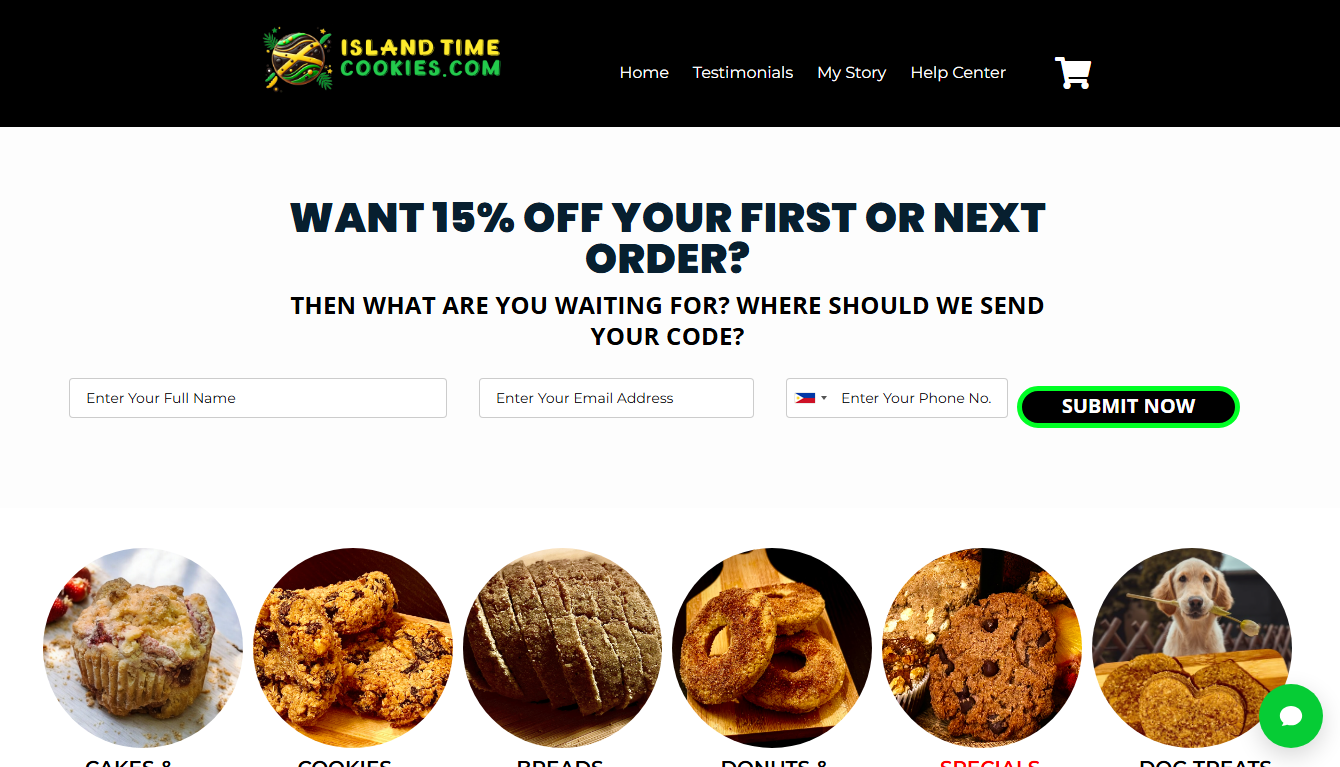 ISLAND TIME
COOKIES.COM
Home Testimonials My Story Help Center
WANT 15% OFF YOUR FIRST OR NEXT
ORDER?
THEN WHAT ARE YOU WAITING FOR? WHERE SHOULD WE SEND
YOUR CODE?
Enter Your Full Name Enter Your Email Address Enter Your Phone No. SUBMIT NOW
CAKES & COOKIES BREADS DONUTS & SPECIALS DOG TREATS